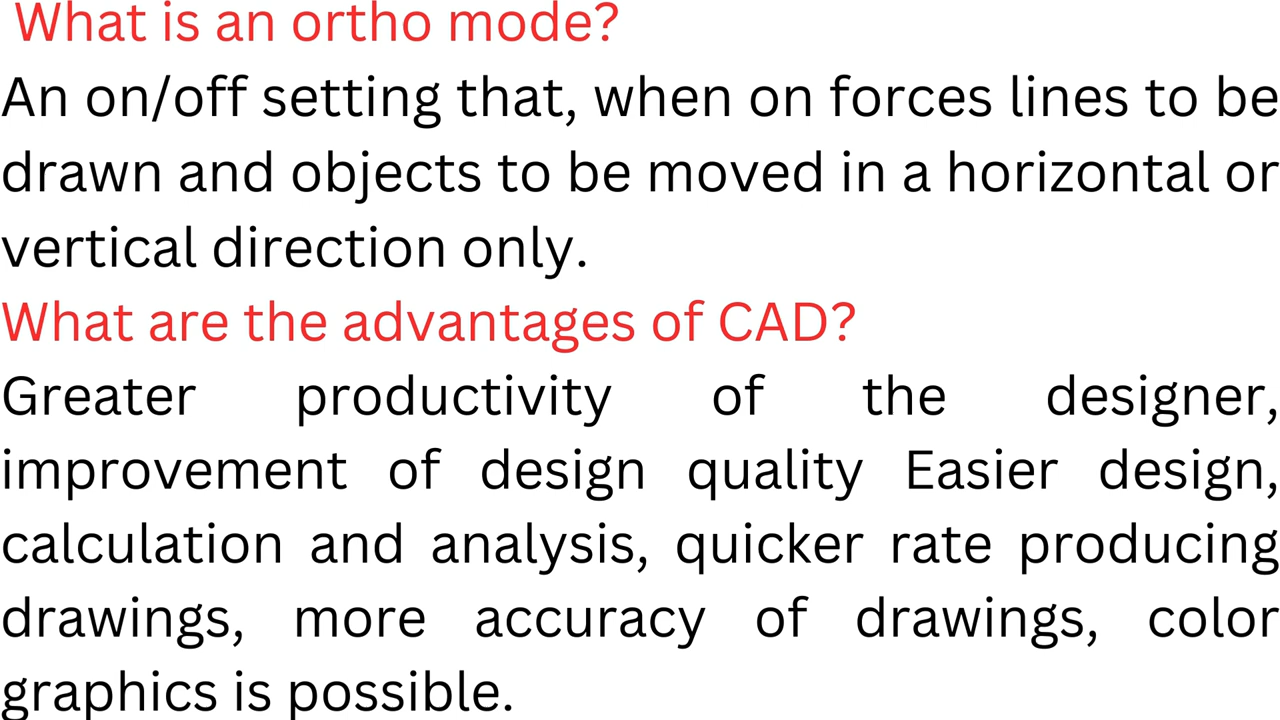 What is an ortho mode?
An on/off setting that, when on forces lines to be
drawn and objects to be moved in a horizontal or
vertical direction only.
What are the advantages of CAD?
Greater productivity of the designer,
improvement of design quality Easier design,
calculation and analysis, quicker rate producing
drawings, more accuracy of drawings, color
graphics is possible.